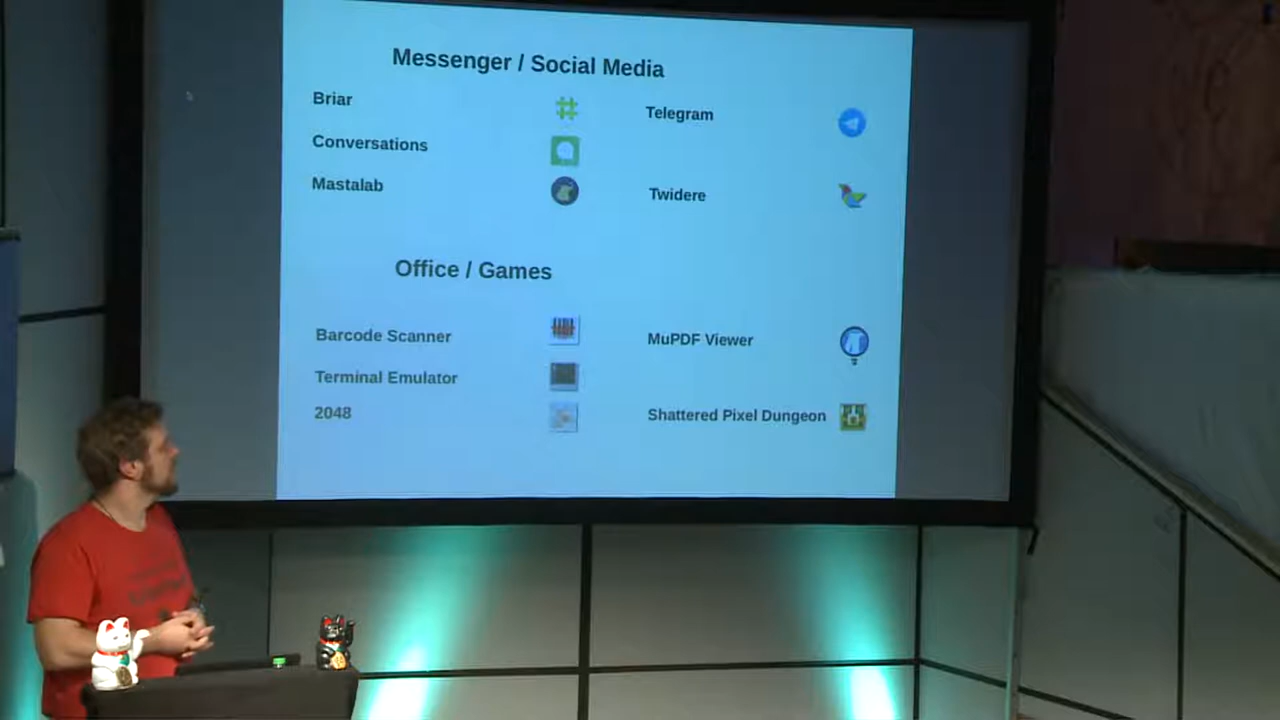 Messenger / Social Media
Briar
Telegram
Conversations
Mastalab
Twidere
Office / Games
Barcode Scanner
MuPDF Viewer
Terminal Emulator
2048
Shattered Pixel Dungeon